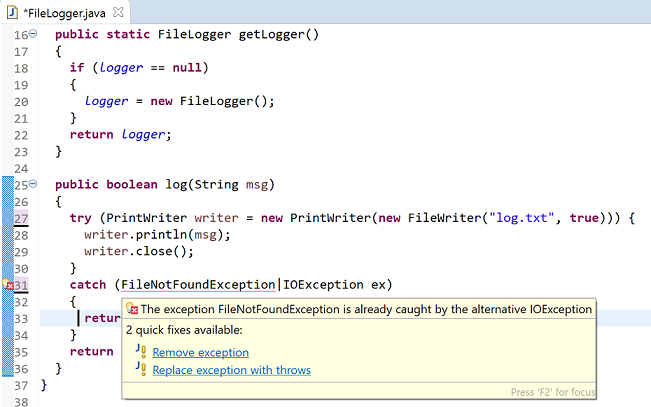 *FileLogger.java
16 public static FileLogger getLogger()
17 {
18 if (logger == null)
19 {
20 logger = new FileLogger();
21 }
22 return logger;
23 }
24
25 public boolean log(String msg)
26 {
27 try (PrintWriter writer = new PrintWriter(new FileWriter("log.txt", true))) {
28 writer.println(msg);
29 writer.close();
30 }
31 catch (FileNotFoundException|IOException ex)
32 {
The exception FileNotFoundException is already caught by the alternative IOException
33 retur
2 quick fixes available:
34 }
Remove exception
35 return
Replace exception with throws
36 }
37 }
Press 'F2' for focus
38